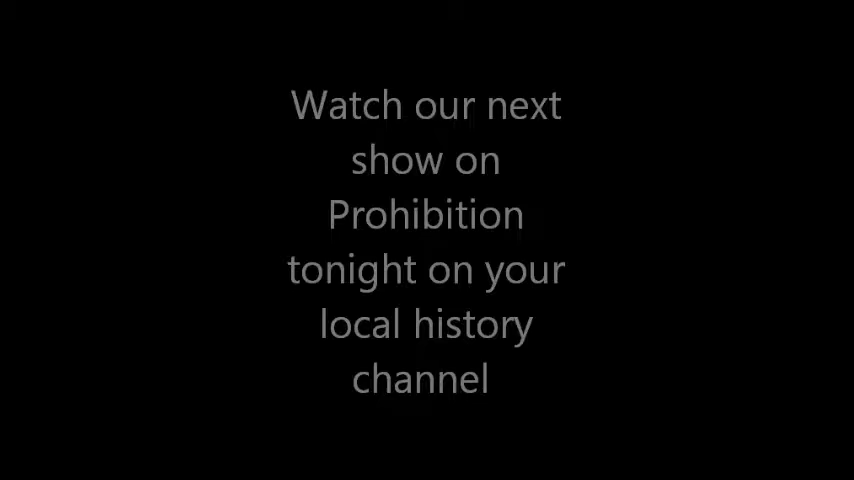 Watch our next
show on
Prohibition
tonight on your
local history
channel